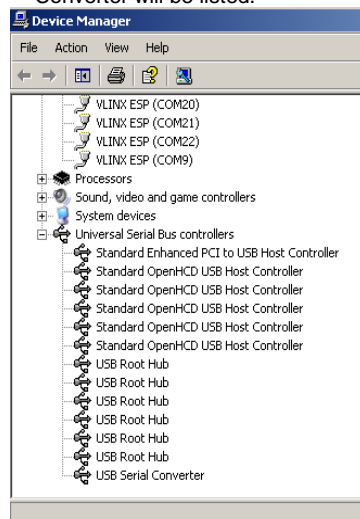 Converter will be listed.
Device Manager
File Action View Help
VLINX ESP (COM20)
VLINX ESP (COM21)
VLINX ESP (COM22)
VLINX ESP (COM9)
Processors
Sound, video and game controllers
System devices
Universal Serial Bus controllers
Standard Enhanced PCI to USB Host Controller
Standard OpenHCD USB Host Controller
Standard OpenHCD USB Host Controller
Standard OpenHCD USB Host Controller
Standard OpenHCD USB Host Controller
Standard OpenHCD USB Host Controller
USB Root Hub
USB Root Hub
USB Root Hub
USB Root Hub
USB Root Hub
USB Root Hub
USB Serial Converter